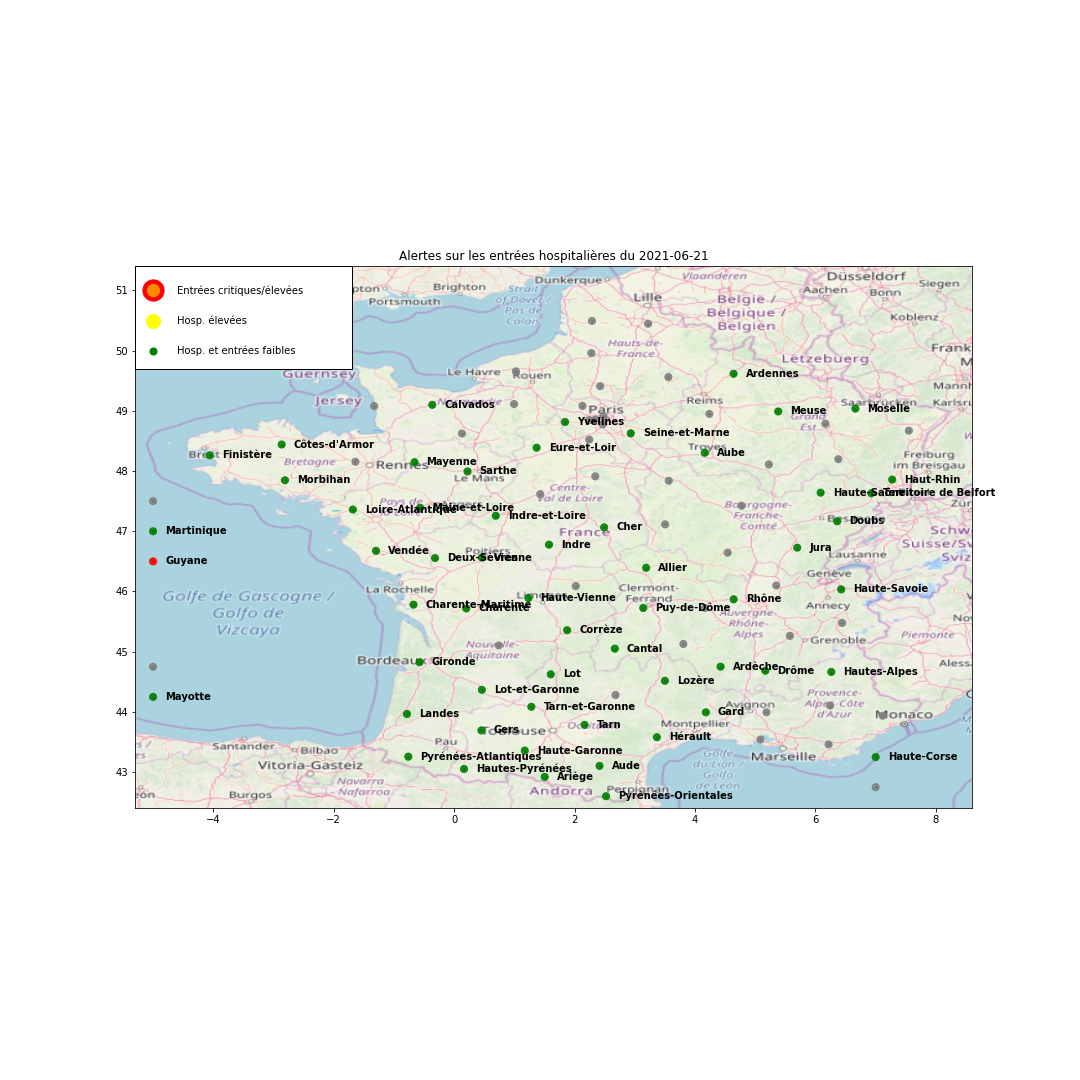 Alertes sur les entrées hospitalières du 2021-06-21
Entrées critiques/élevées
Hosp. élevées
Hosp. et entrées faibles
51
50
49
48
47
46
45
44
43
−4
−2
0
2
4
6
8
Brighton
Portsmouth
Strait
of Dover /
Pas de
Calais
Dunkerque
Lille
Vlaanderen
België /
Belgique /
Belgien
Düsseldorf
Aachen
Bonn
Siegen
Koblenz
Hauts-de-
France
Lëtzebuerg
Guernsey
Jersey
Le Havre
Rouen
Ardennes
Calvados
Paris
Reims
Meuse
Saarbrücken
Moselle
Yvelines
Seine-et-Marne
Grand
Est
Côtes-d'Armor
Brest
Finistère
Bretagne
Rennes
Mayenne
Eure-et-Loir
Troyes
Aube
Freiburg
im Breisgau
Sarthe
Le Mans
Morbihan
Centre-
Val de Loire
Haut-Rhin
Haute-Saône
Territoire de Belfort
Pays de
la Loire
Angers
Loire-Atlantique
Maine-et-Loire
Indre-et-Loire
Bourgogne-
Franche-
Comté
Besançon
Doubs
Martinique
Cher
France
Guyane
Vendée
Poitiers
Deux-Sèvres
Vienne
Indre
Jura
Lausanne
Allier
Genève
Golfe de Gascogne /
Golfo de
Vizcaya
La Rochelle
Limoges
Haute-Vienne
Clermont-
Ferrand
Rhône
Haute-Savoie
Annecy
Charente-Maritime
Charente
Puy-de-Dôme
Auvergne-
Rhône-
Alpes
Corrèze
Grenoble
Piemonte
Nouvelle-
Aquitaine
Cantal
Bordeaux
Gironde
Ardèche
Drôme
Hautes-Alpes
Lot
Lozère
Mayotte
Lot-et-Garonne
Tarn-et-Garonne
Provence-
Alpes-Côte
d'Azur
Landes
Avignon
Gard
Monaco
Gers
Toulouse
Tarn
Montpellier
Hérault
Pau
Santander
Bilbao
Haute-Garonne
Marseille
Pyrénées-Atlantiques
Haute-Corse
Vitoria-Gasteiz
Hautes-Pyrénées
Aude
Golfe
du Lion /
Golfo
de León
Ariège
Navarra
- Nafarroa
Burgos
Andorra
Perpignan
Pyrénées-Orientales